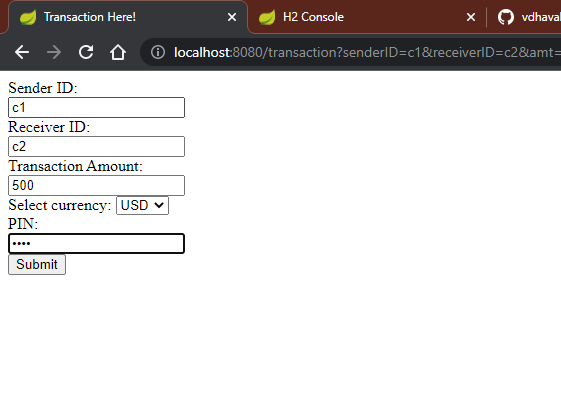 Transaction Here!
H2 Console
vdhaval
localhost:8080/transaction?senderID=c1&receiverID=c2&amt=
Sender ID:
c1
Receiver ID:
c2
Transaction Amount:
500
Select currency: USD
PIN:
••••
Submit